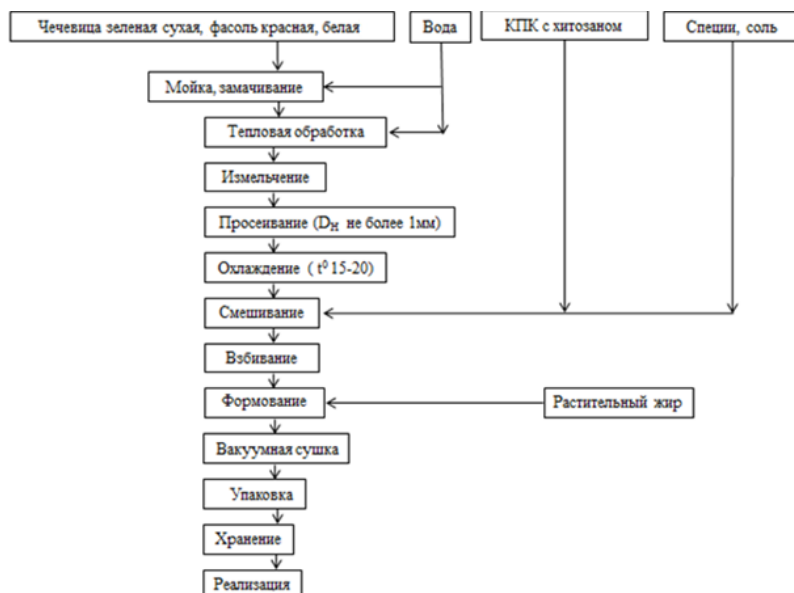 Чечевица зеленая сухая, фасоль красная, белая
Вода
КПК с хитозаном
Специи, соль
Мойка, замачивание
Тепловая обработка
Измельчение
Просеивание (Dн не более 1мм)
Охлаждение ( t⁰ 15-20)
Смешивание
Взбивание
Формование
Растительный жир
Вакуумная сушка
Упаковка
Хранение
Реализация